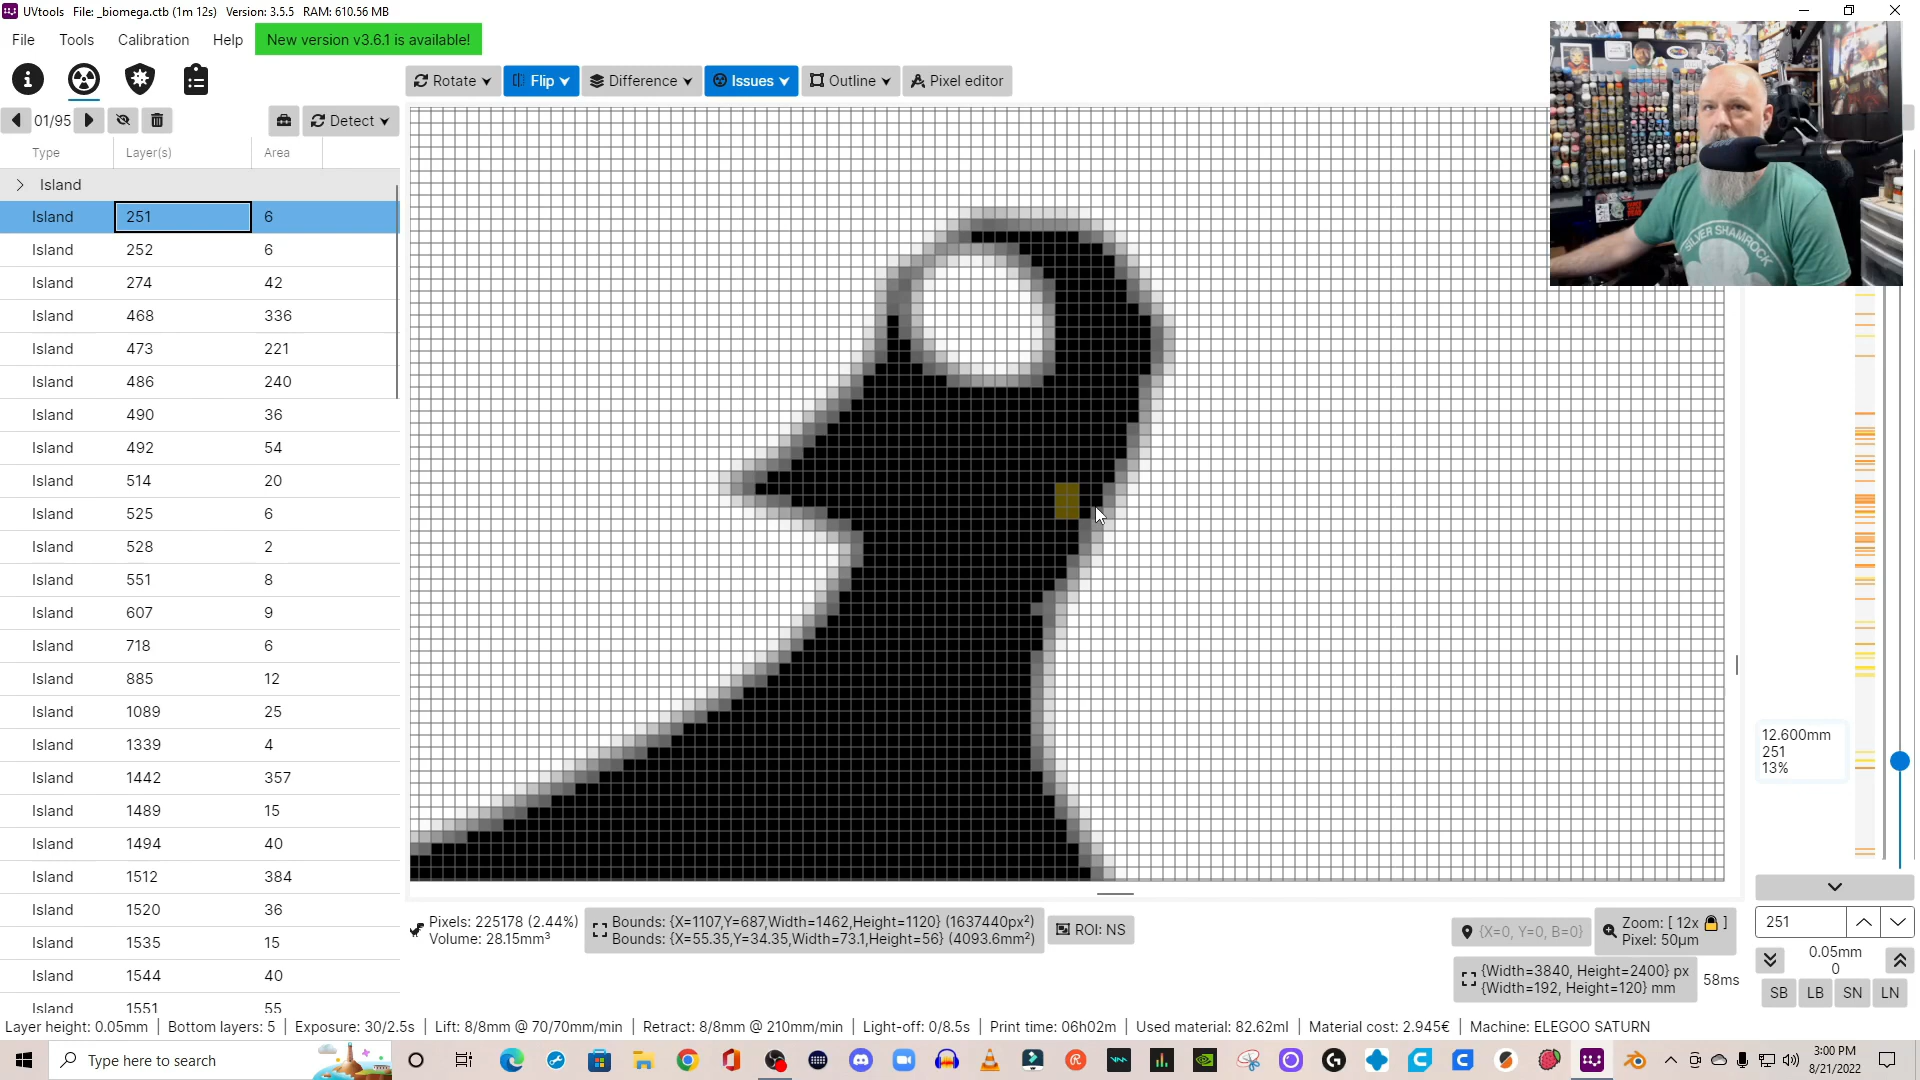 UVtools File: _biomega.ctb (1m 12s) Version: 3.5.5 RAM: 610.56 MB
File Tools Calibration Help New version v3.6.1 is available!
Rotate Flip Difference Issues Outline Pixel editor
01/95 Detect
Type Layer(s) Area
Island
Island 251 6
Island 252 6
Island 274 42
Island 468 336
Island 473 221
Island 486 240
Island 490 36
Island 492 54
Island 514 20
Island 525 6
Island 528 2
Island 551 8
Island 607 9
Island 718 6
Island 885 12
Island 1089 25
Island 1339 4
Island 1442 357
Island 1489 15
Island 1494 40
Island 1512 384
Island 1520 36
Island 1535 15
Island 1544 40
Island 1551 55
SILVER SHAMROCK
12.600mm
251
13%
Pixels: 225178 (2.44%)
Volume: 28.15mm³
Bounds: {X=1107,Y=687,Width=1462,Height=1120} (1637440px²)
Bounds: {X=55.35,Y=34.35,Width=73.1,Height=56} (4093.6mm²)
ROI: NS
{X=0, Y=0, B=0}
Zoom: [ 12x ]
Pixel: 50µm
{Width=3840, Height=2400} px
{Width=192, Height=120} mm
58ms
251
0.05mm
0
SB LB SN LN
Layer height: 0.05mm | Bottom layers: 5 | Exposure: 30/2.5s | Lift: 8/8mm @ 70/70mm/min | Retract: 8/8mm @ 210mm/min | Light-off: 0/8.5s | Print time: 06h02m | Used material: 82.62ml | Material cost: 2.945€ | Machine: ELEGOO SATURN
Type here to search
3:00 PM
8/21/2022